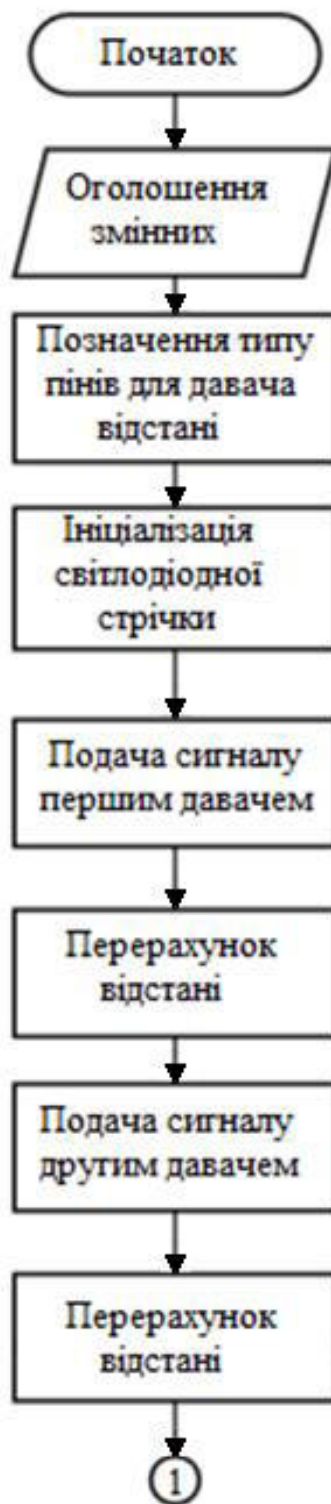 Початок
Оголошення
змінних
Позначення типу
пінів для давача
відстані
Ініціалізація
світлодіодної
стрічки
Подача сигналу
першим давачем
Перерахунок
відстані
Подача сигналу
другим давачем
Перерахунок
відстані
1